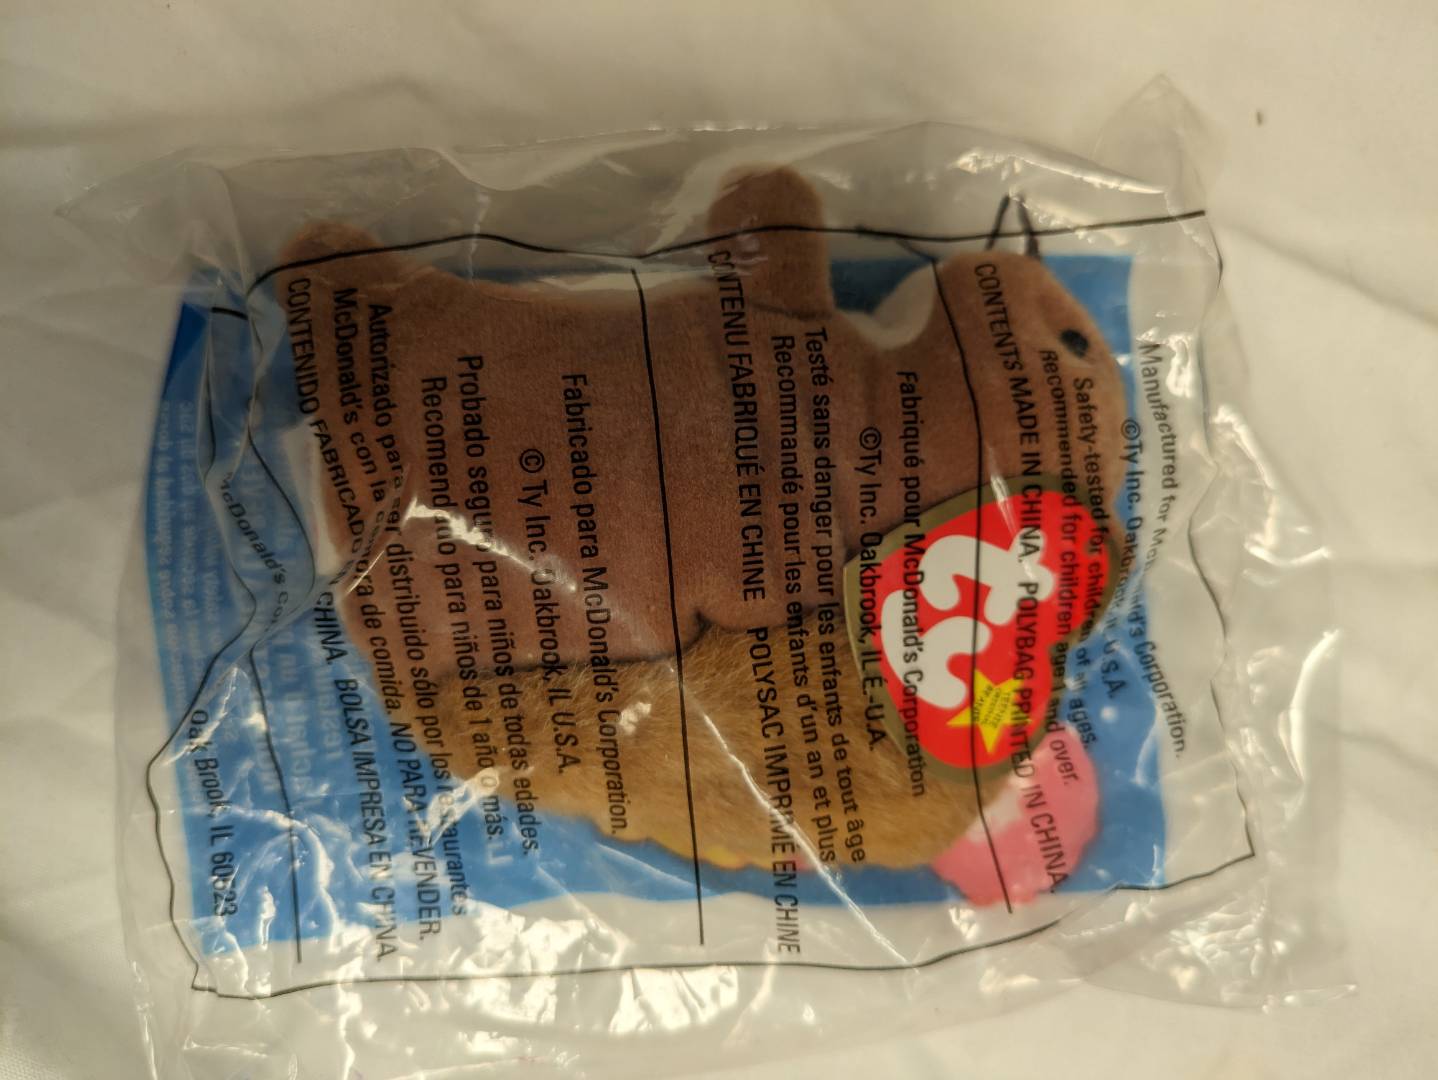 Manufactured for McDonald's Corporation.
©Ty Inc. Oakbrook, IL U.S.A.
Safety-tested for children of all ages.
Recommended for children age 1 and over.
CONTENTS MADE IN CHINA. POLYBAG PRINTED IN CHINA.
Fabriqué pour McDonald's Corporation
©Ty Inc. Oakbrook, IL É.-U.A.
Testé sans danger pour les enfants de tout âge
Recommandé pour les enfants d'un an et plus
CONTENU FABRIQUÉ EN CHINE POLYSAC IMPRIMÉ EN CHINE
Fabricado para McDonald's Corporation.
© Ty Inc. Oakbrook, IL U.S.A.
Probado seguro para niños de todas edades.
Recomendado para niños de 1 año o más.
Autorizado para ser distribuido sólo por los restaurantes
McDonald's con la compra de comida. NO PARA REVENDER.
CONTENIDO FABRICADO EN CHINA. BOLSA IMPRESA EN CHINA
McDonald's
Oak Brook, IL 60523
ty